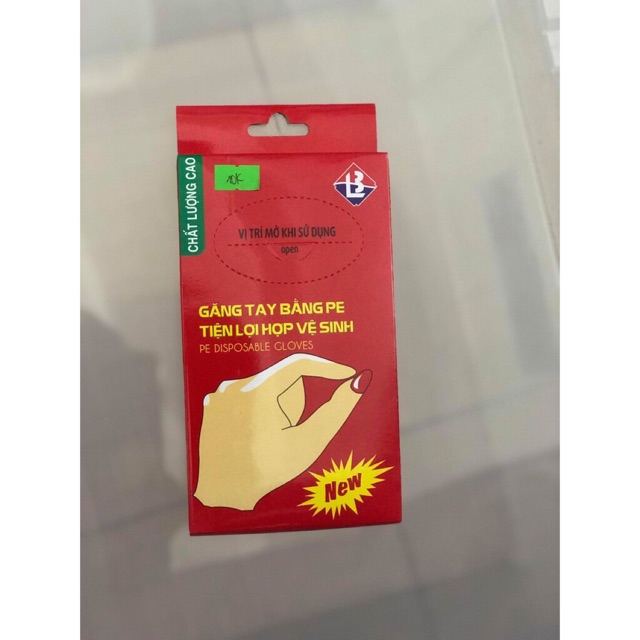 CHẤT LƯỢNG CAO
10K
VỊ TRÍ MỞ KHI SỬ DỤNG
open
GĂNG TAY BẰNG PE
TIỆN LỢI HỢP VỆ SINH
PE DISPOSABLE GLOVES
New